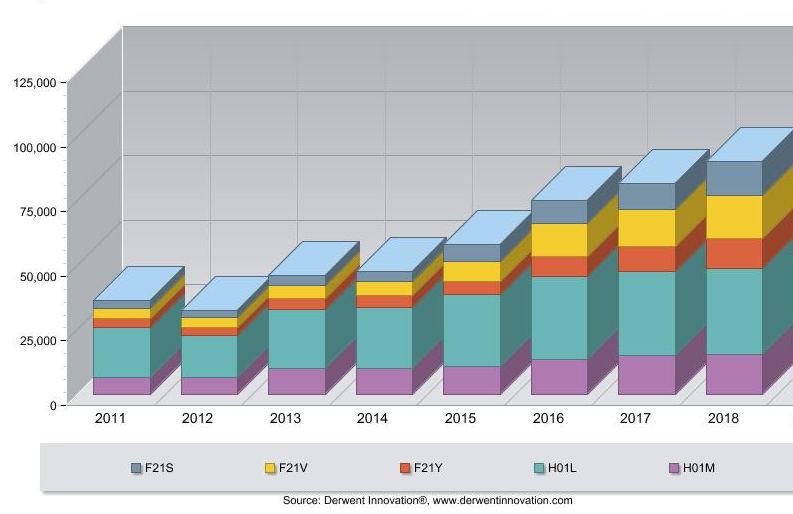 125,000
100,000
75,000
50,000
25,000
0
2011 2012 2013 2014 2015 2016 2017 2018
F21S F21V F21Y H01L H01M
Source: Derwent Innovation®, www.derwentinnovation.com